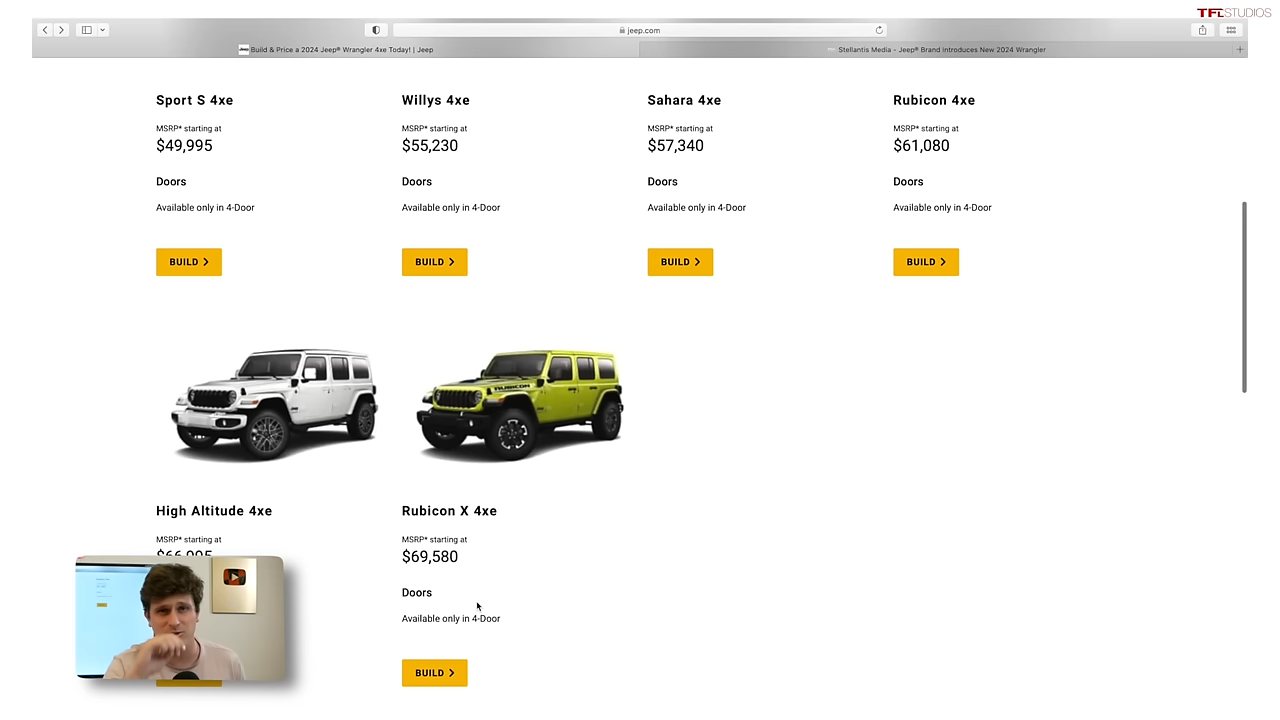 TFLSTUDIOS
jeep.com
Build & Price a 2024 Jeep® Wrangler 4xe Today! | Jeep
Stellantis Media - Jeep® Brand Introduces New 2024 Wrangler
Sport S 4xe
Willys 4xe
Sahara 4xe
Rubicon 4xe
MSRP* starting at
MSRP* starting at
MSRP* starting at
MSRP* starting at
$49,995
$55,230
$57,340
$61,080
Doors
Doors
Doors
Doors
Available only in 4-Door
Available only in 4-Door
Available only in 4-Door
Available only in 4-Door
BUILD
BUILD
BUILD
BUILD
RUBICON
High Altitude 4xe
Rubicon X 4xe
MSRP* starting at
MSRP* starting at
$66,995
$69,580
Doors
Available only in 4-Door
BUILD